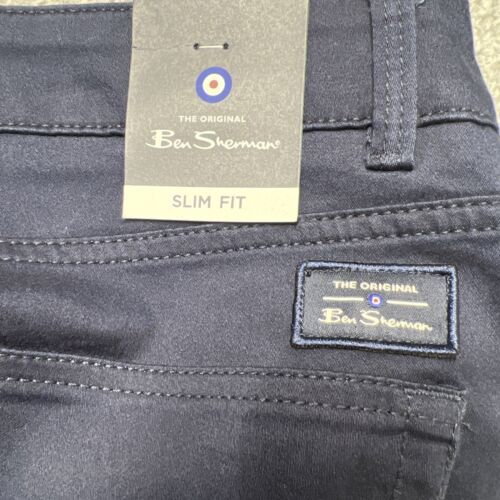 THE ORIGINAL
Ben Sherman®
SLIM FIT
THE ORIGINAL
Ben Sherman